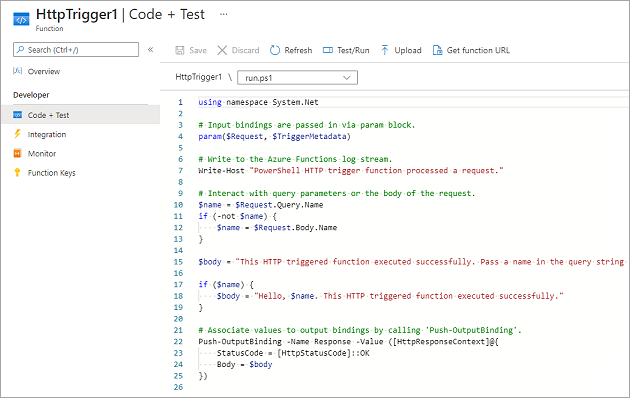 HttpTrigger1 | Code + Test ...
Function
Search (Ctrl+/) «
Overview
Developer
Code + Test
Integration
Monitor
Function Keys
Save Discard Refresh Test/Run Upload Get function URL
HttpTrigger1 \ run.ps1
1 using namespace System.Net
2
3 # Input bindings are passed in via param block.
4 param($Request, $TriggerMetadata)
5
6 # Write to the Azure Functions log stream.
7 Write-Host "PowerShell HTTP trigger function processed a request."
8
9 # Interact with query parameters or the body of the request.
10 $name = $Request.Query.Name
11 if (-not $name) {
12     $name = $Request.Body.Name
13 }
14
15 $body = "This HTTP triggered function executed successfully. Pass a name in the query string
16
17 if ($name) {
18     $body = "Hello, $name. This HTTP triggered function executed successfully."
19 }
20
21 # Associate values to output bindings by calling 'Push-OutputBinding'.
22 Push-OutputBinding -Name Response -Value ([HttpResponseContext]@{
23     StatusCode = [HttpStatusCode]::OK
24     Body = $body
25 })
26